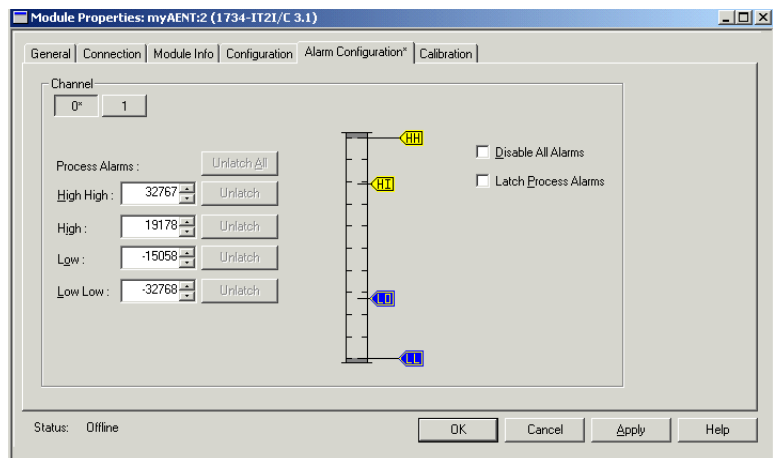 Module Properties: myAENT:2 (1734-IT2I/C 3.1)
General Connection Module Info Configuration Alarm Configuration* Calibration
Channel
0* 1
HH
Disable All Alarms
Process Alarms : Unlatch All
HI
Latch Process Alarms
High High : 32767 Unlatch
High : 19178 Unlatch
Low : -15058 Unlatch
Low Low : -32768 Unlatch
LO
LL
Status: Offline OK Cancel Apply Help